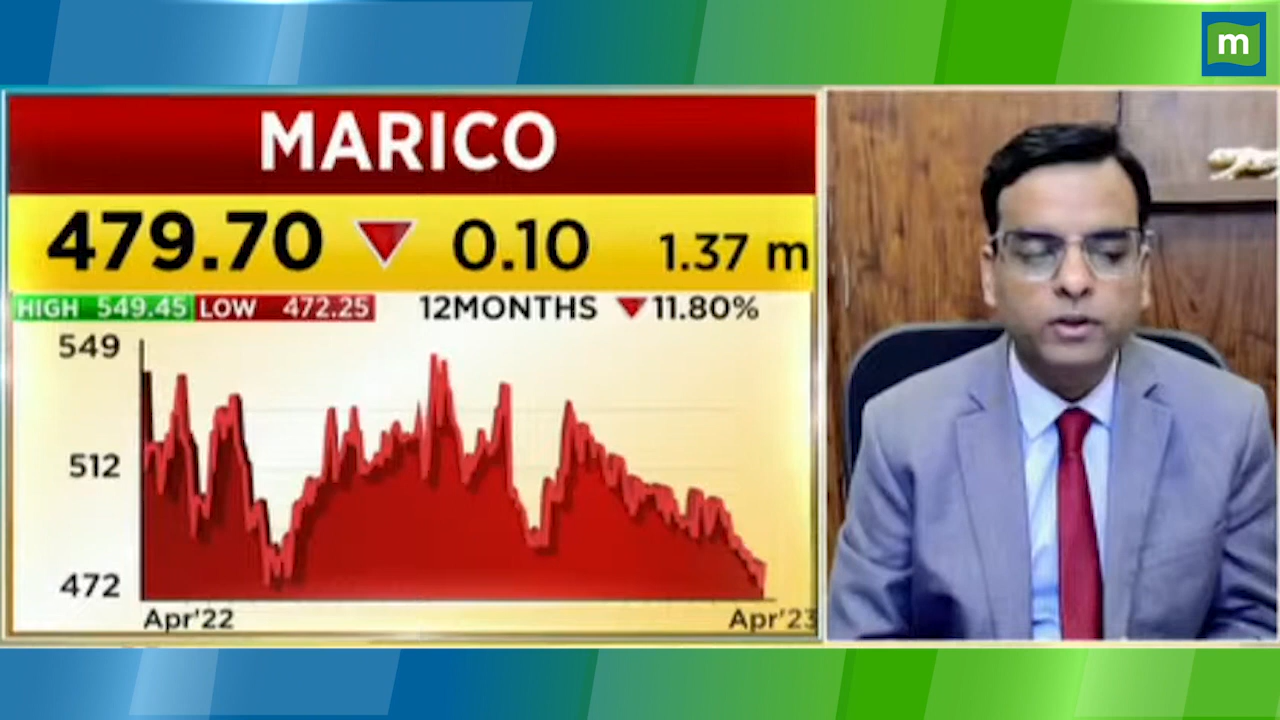 m
MARICO
479.70 ▼ 0.10 1.37 m
HIGH 549.45 LOW 472.25 12MONTHS ▼ 11.80%
549
512
472
Apr'22 Apr'23